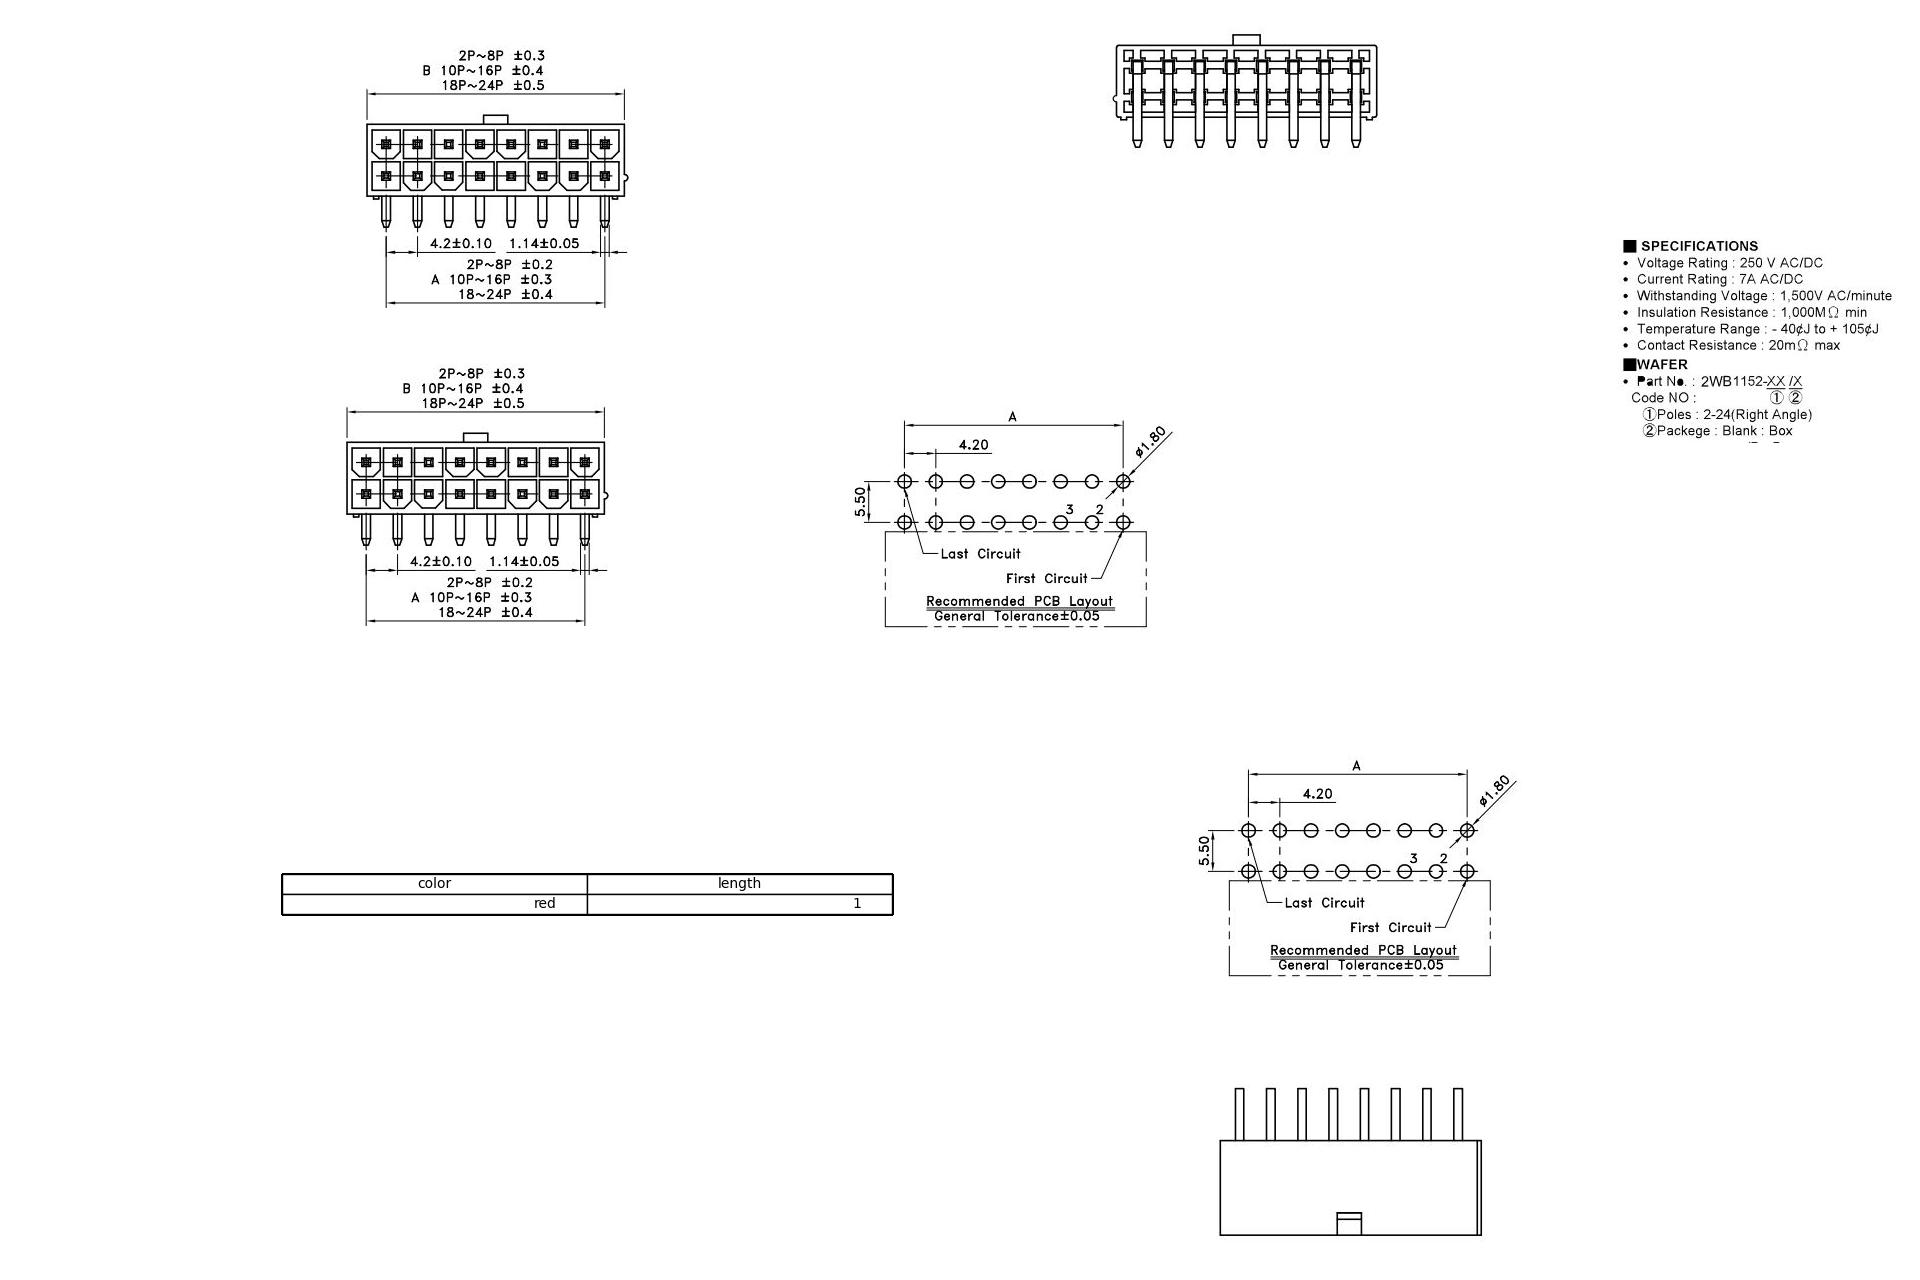 2P~8P ±0.3
B 10P~16P ±0.4
18P~24P ±0.5
4.2±0.10 1.14±0.05
2P~8P ±0.2
A 10P~16P ±0.3
18~24P ±0.4
■ SPECIFICATIONS
• Voltage Rating : 250 V AC/DC
• Current Rating : 7A AC/DC
• Withstanding Voltage : 1,500V AC/minute
• Insulation Resistance : 1,000MΩ min
• Temperature Range : - 40¢J to + 105¢J
• Contact Resistance : 20mΩ max
■WAFER
• Part No. : 2WB1152-XX /X
Code NO : ① ②
①Poles : 2-24(Right Angle)
②Packege : Blank : Box
2P~8P ±0.3
B 10P~16P ±0.4
18P~24P ±0.5
4.2±0.10 1.14±0.05
2P~8P ±0.2
A 10P~16P ±0.3
18~24P ±0.4
A
4.20
ø1.80
5.50
3 2
Last Circuit
First Circuit
Recommended PCB Layout
General Tolerance±0.05
A
4.20
ø1.80
5.50
3 2
Last Circuit
First Circuit
Recommended PCB Layout
General Tolerance±0.05
color length
red 1